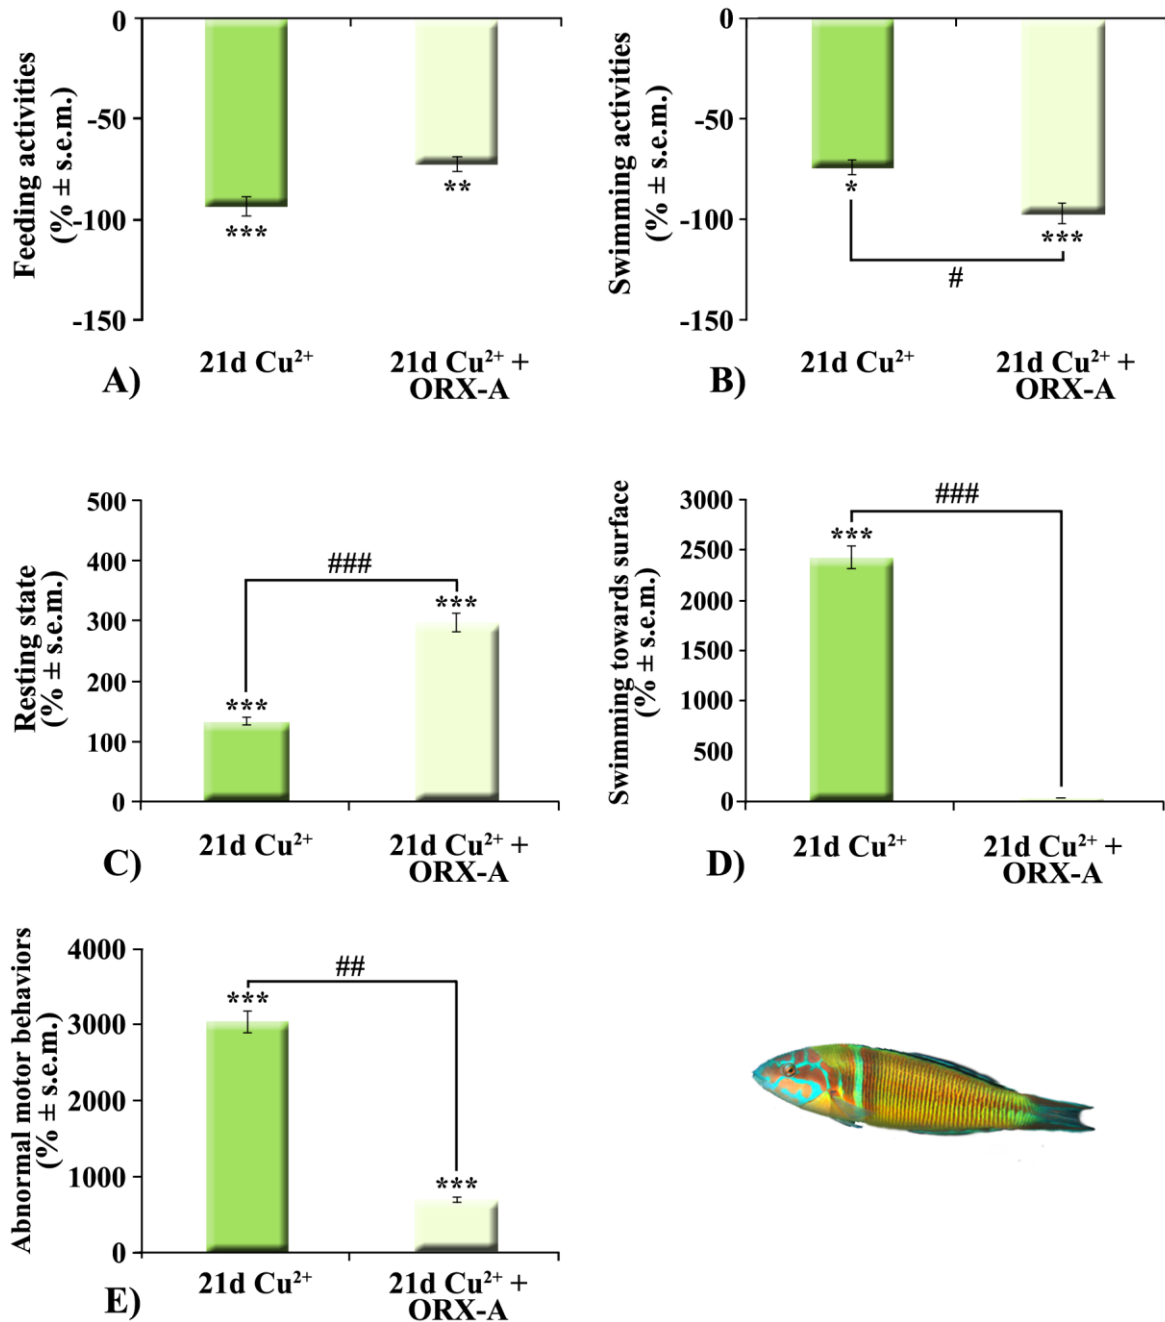 Feeding activities
(% ± s.e.m.)
0
-50
-100
-150
***
**
21d Cu²⁺
21d Cu²⁺ +
ORX-A
A)
Swimming activities
(% ± s.e.m.)
0
-50
-100
-150
*
***
#
21d Cu²⁺
21d Cu²⁺ +
ORX-A
B)
Resting state
(% ± s.e.m.)
500
400
300
200
100
0
###
***
***
21d Cu²⁺
21d Cu²⁺ +
ORX-A
C)
Swimming towards surface
(% ± s.e.m.)
3000
2500
2000
1500
1000
500
0
###
***
21d Cu²⁺
21d Cu²⁺ +
ORX-A
D)
Abnormal motor behaviors
(% ± s.e.m.)
4000
3000
2000
1000
0
##
***
***
21d Cu²⁺
21d Cu²⁺ +
ORX-A
E)